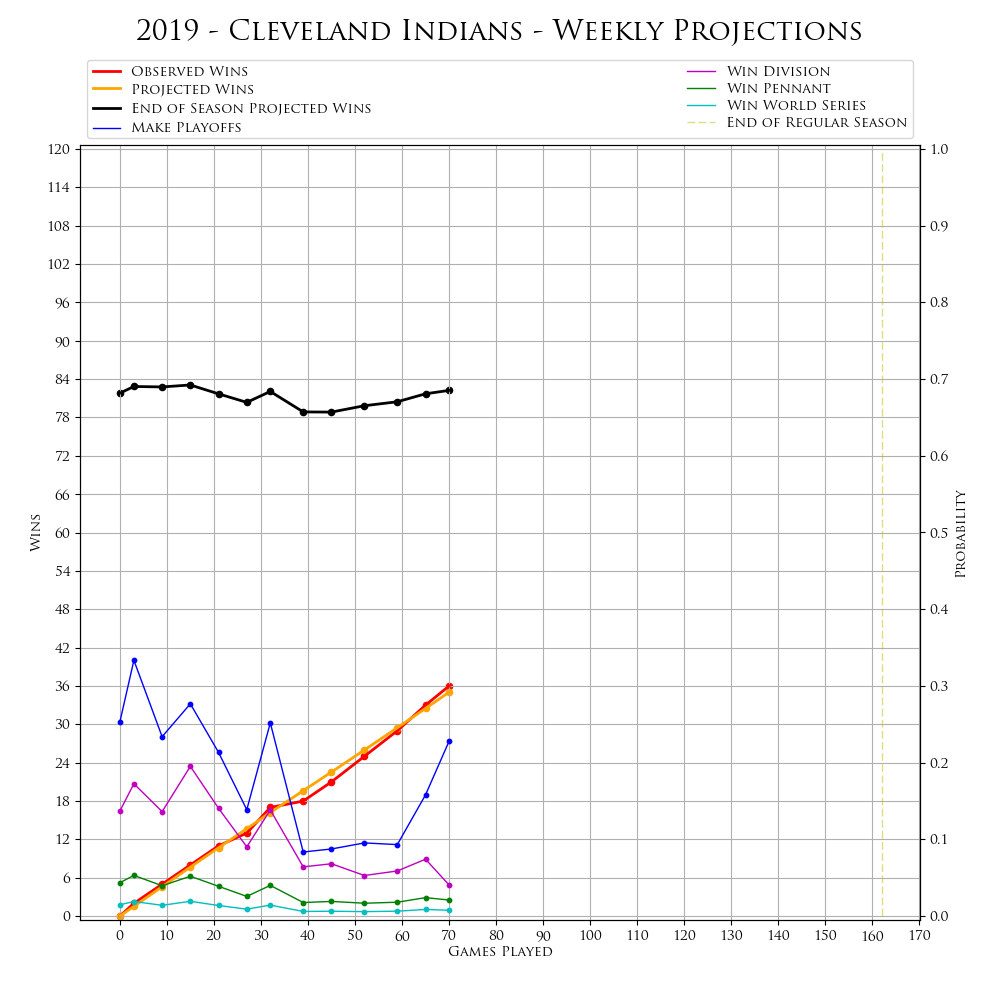 2019 - Cleveland Indians - Weekly Projections
Observed Wins
Projected Wins
End of Season Projected Wins
Make Playoffs
Win Division
Win Pennant
Win World Series
End of Regular Season
120
114
108
102
96
90
84
78
72
66
60
54
48
42
36
30
24
18
12
6
0
Wins
1.0
0.9
0.8
0.7
0.6
0.5
0.4
0.3
0.2
0.1
0.0
Probability
0 10 20 30 40 50 60 70 80 90 100 110 120 130 140 150 160 170
Games Played